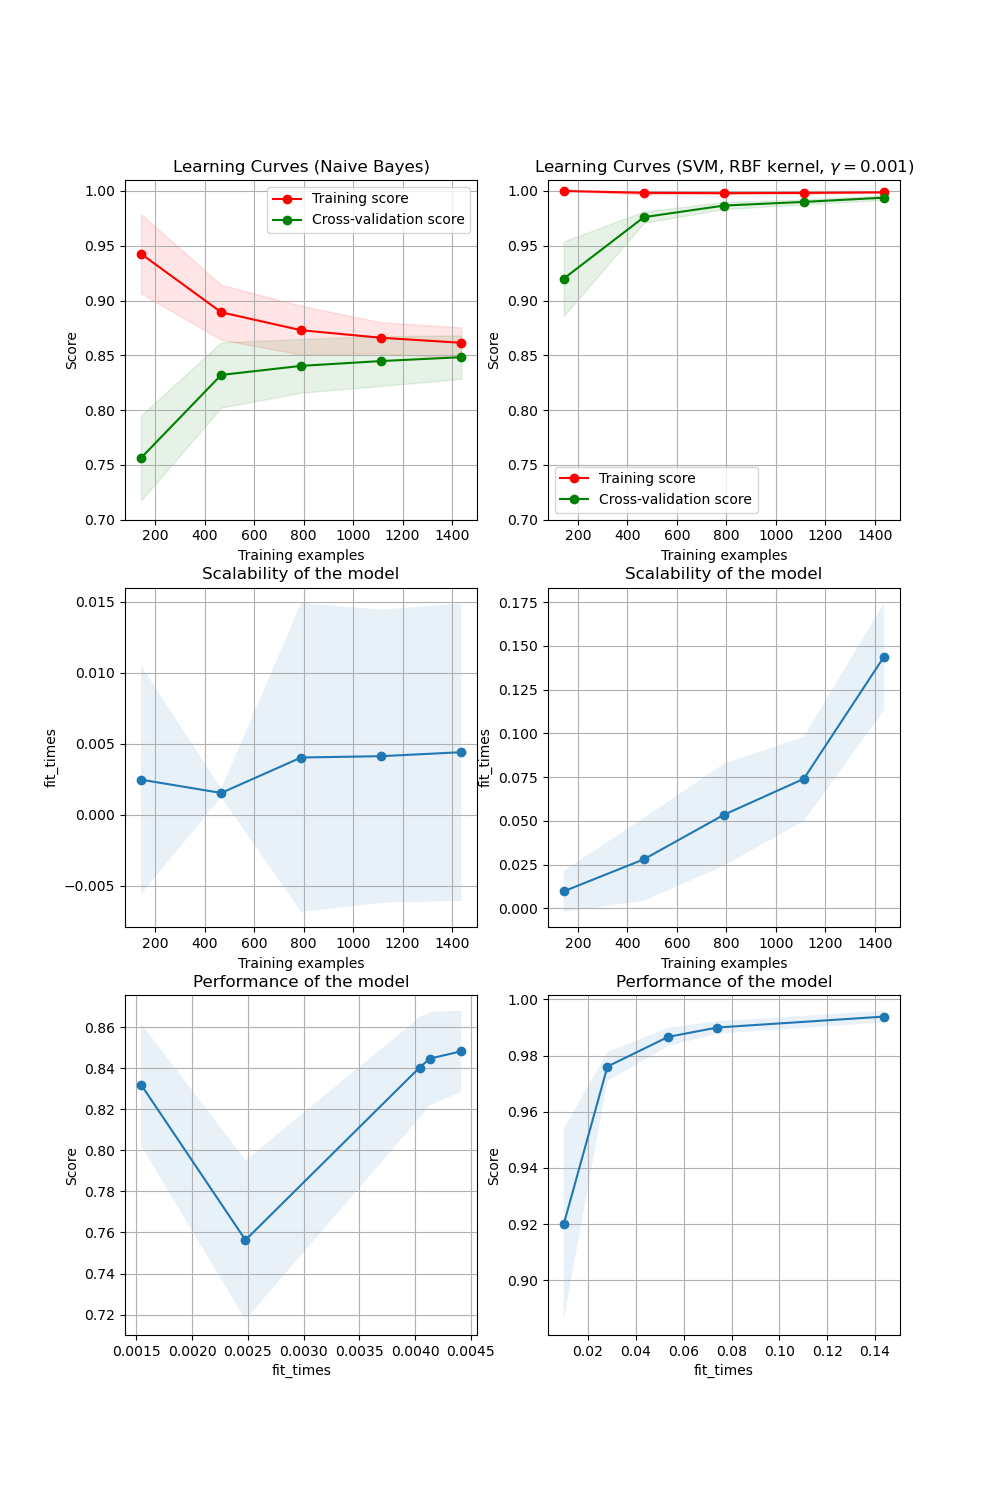 Learning Curves (Naive Bayes)
1.00
0.95
0.90
0.85
0.80
0.75
0.70
Score
Training score
Cross-validation score
200 400 600 800 1000 1200 1400
Training examples
Learning Curves (SVM, RBF kernel, γ = 0.001)
1.00
0.95
0.90
0.85
0.80
0.75
0.70
Score
Training score
Cross-validation score
200 400 600 800 1000 1200 1400
Training examples
Scalability of the model
0.015
0.010
0.005
0.000
−0.005
fit_times
200 400 600 800 1000 1200 1400
Training examples
Scalability of the model
0.175
0.150
0.125
0.100
0.075
0.050
0.025
0.000
fit_times
200 400 600 800 1000 1200 1400
Training examples
Performance of the model
0.86
0.84
0.82
0.80
0.78
0.76
0.74
0.72
Score
0.0015 0.0020 0.0025 0.0030 0.0035 0.0040 0.0045
fit_times
Performance of the model
1.00
0.98
0.96
0.94
0.92
0.90
Score
0.02 0.04 0.06 0.08 0.10 0.12 0.14
fit_times